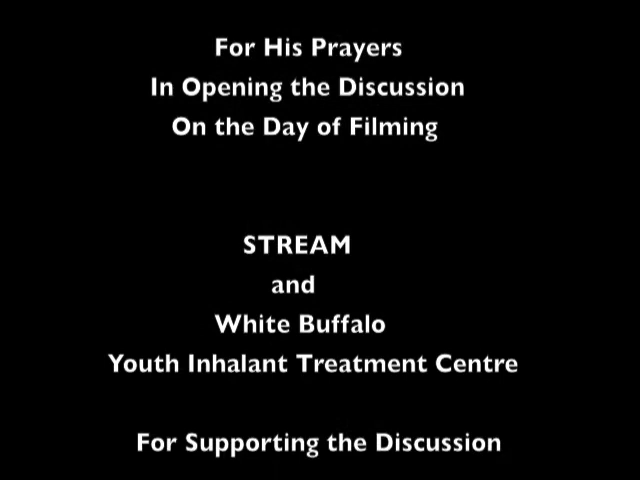 For His Prayers
In Opening the Discussion
On the Day of Filming
STREAM
and
White Buffalo
Youth Inhalant Treatment Centre
For Supporting the Discussion